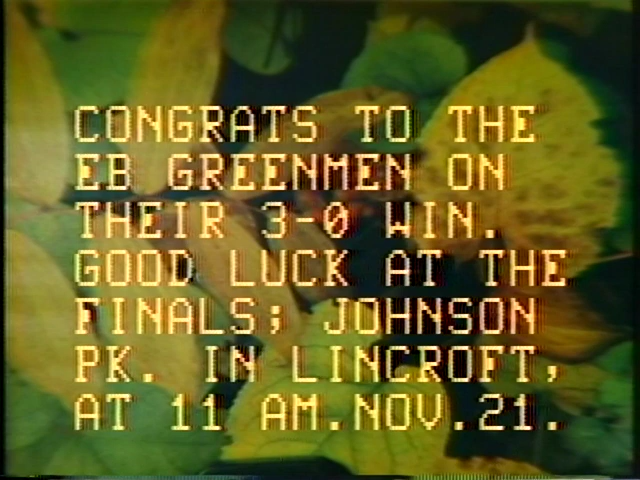 CONGRATS TO THE
EB GREENMEN ON
THEIR 3-0 WIN.
GOOD LUCK AT THE
FINALS; JOHNSON
PK. IN LINCROFT,
AT 11 AM.NOV.21.